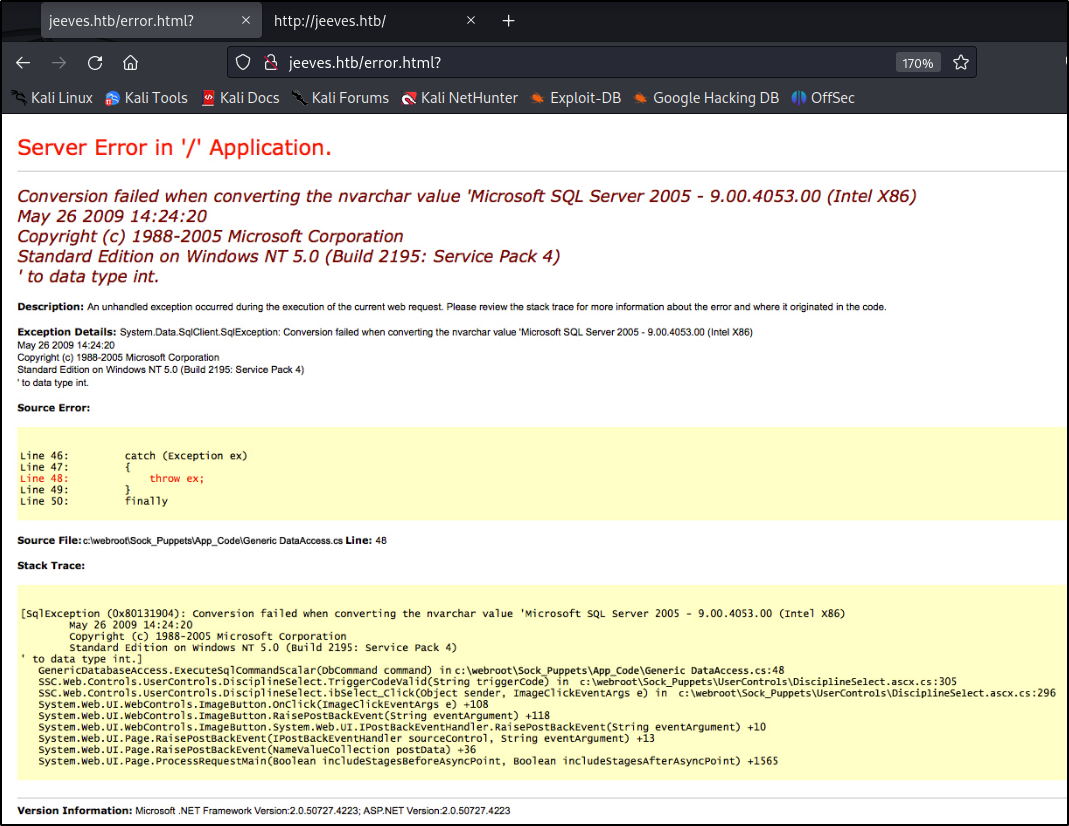 jeeves.htb/error.html?
http://jeeves.htb/
jeeves.htb/error.html?
170%
Kali Linux
Kali Tools
Kali Docs
Kali Forums
Kali NetHunter
Exploit-DB
Google Hacking DB
OffSec
Server Error in '/' Application.
Conversion failed when converting the nvarchar value 'Microsoft SQL Server 2005 - 9.00.4053.00 (Intel X86)
May 26 2009 14:24:20
Copyright (c) 1988-2005 Microsoft Corporation
Standard Edition on Windows NT 5.0 (Build 2195: Service Pack 4)
' to data type int.
Description: An unhandled exception occurred during the execution of the current web request. Please review the stack trace for more information about the error and where it originated in the code.
Exception Details: System.Data.SqlClient.SqlException: Conversion failed when converting the nvarchar value 'Microsoft SQL Server 2005 - 9.00.4053.00 (Intel X86)
May 26 2009 14:24:20
Copyright (c) 1988-2005 Microsoft Corporation
Standard Edition on Windows NT 5.0 (Build 2195: Service Pack 4)
' to data type int.
Source Error:
Line 46: catch (Exception ex)
Line 47: {
Line 48: throw ex;
Line 49: }
Line 50: finally
Source File: c:\webroot\Sock_Puppets\App_Code\Generic DataAccess.cs Line: 48
Stack Trace:
[SqlException (0x80131904): Conversion failed when converting the nvarchar value 'Microsoft SQL Server 2005 - 9.00.4053.00 (Intel X86)
May 26 2009 14:24:20
Copyright (c) 1988-2005 Microsoft Corporation
Standard Edition on Windows NT 5.0 (Build 2195: Service Pack 4)
' to data type int.]
GenericDatabaseAccess.ExecuteSqlCommandScalar(DbCommand command) in c:\webroot\Sock_Puppets\App_Code\Generic DataAccess.cs:48
SSC.Web.Controls.UserControls.DisciplineSelect.TriggerCodeValid(String triggerCode) in c:\webroot\Sock_Puppets\UserControls\DisciplineSelect.ascx.cs:305
SSC.Web.Controls.UserControls.DisciplineSelect.ibSelect_Click(Object sender, ImageClickEventArgs e) in c:\webroot\Sock_Puppets\UserControls\DisciplineSelect.ascx.cs:296
System.Web.UI.WebControls.ImageButton.OnClick(ImageClickEventArgs e) +108
System.Web.UI.WebControls.ImageButton.RaisePostBackEvent(String eventArgument) +118
System.Web.UI.WebControls.ImageButton.System.Web.UI.IPostBackEventHandler.RaisePostBackEvent(String eventArgument) +10
System.Web.UI.Page.RaisePostBackEvent(IPostBackEventHandler sourceControl, String eventArgument) +13
System.Web.UI.Page.RaisePostBackEvent(NameValueCollection postData) +36
System.Web.UI.Page.ProcessRequestMain(Boolean includeStagesBeforeAsyncPoint, Boolean includeStagesAfterAsyncPoint) +1565
Version Information: Microsoft .NET Framework Version:2.0.50727.4223; ASP.NET Version:2.0.50727.4223